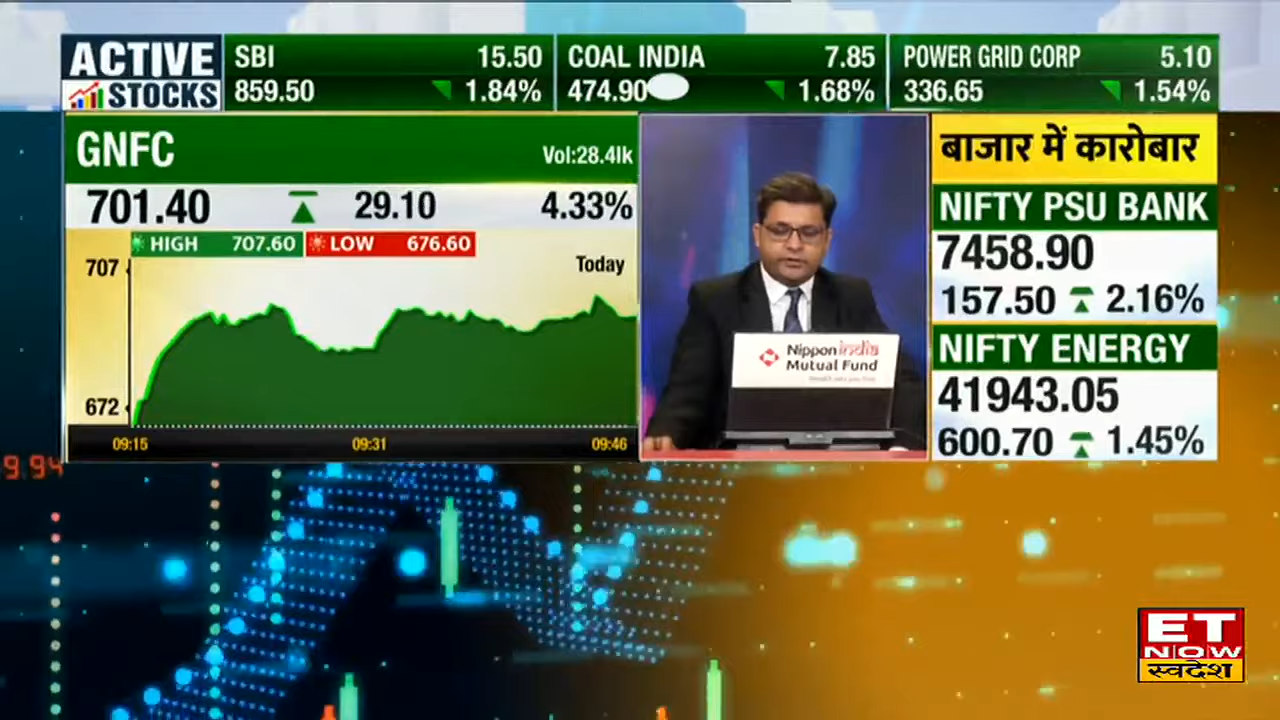 ACTIVE
STOCKS
SBI 15.50
859.50 1.84%
COAL INDIA 7.85
474.90 1.68%
POWER GRID CORP 5.10
336.65 1.54%
GNFC
Vol:28.4lk
701.40 29.10 4.33%
HIGH 707.60 LOW 676.60
707
Today
672
09:15 09:31 09:46
Nippon india
Mutual Fund
बाजार में कारोबार
NIFTY PSU BANK
7458.90
157.50 2.16%
NIFTY ENERGY
41943.05
600.70 1.45%
9.94
ET
NOW
स्वदेश